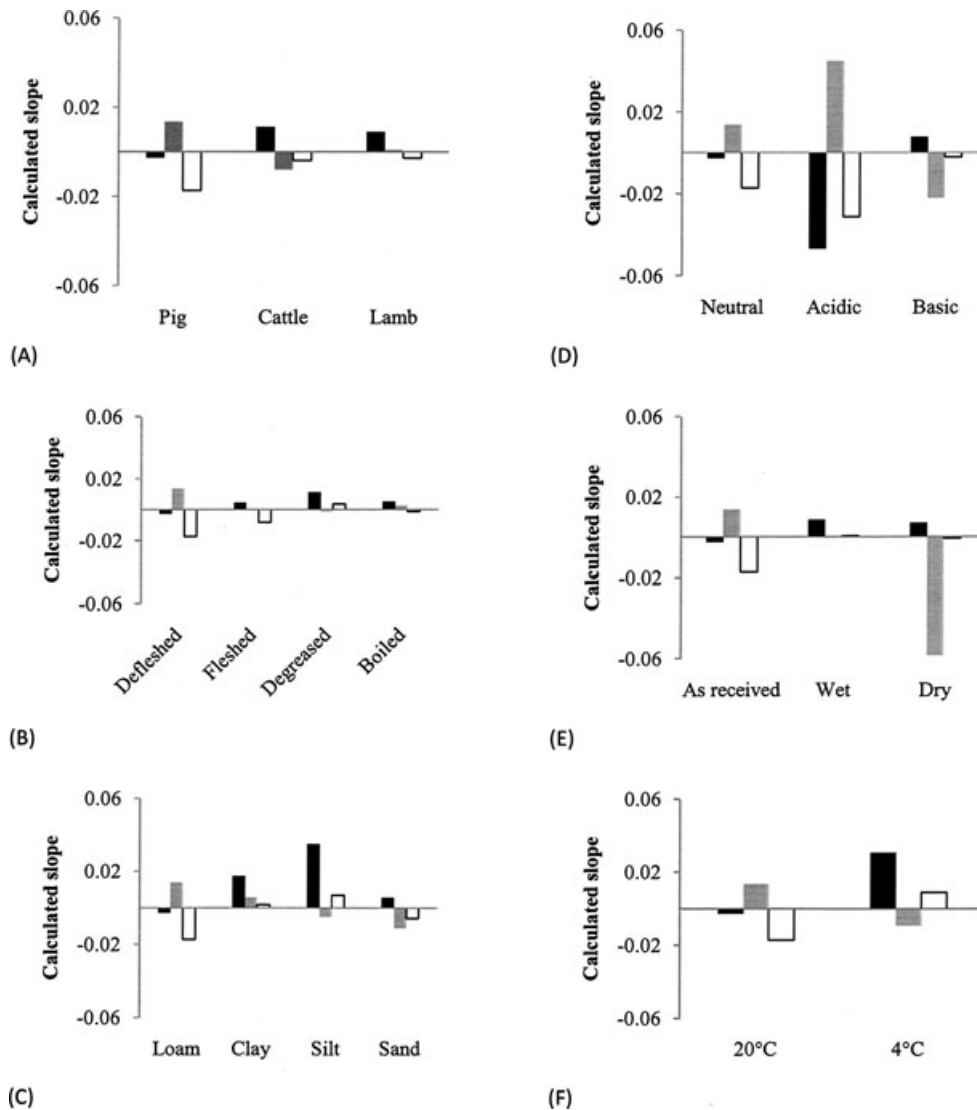 0.06
0.02
-0.02
-0.06
Calculated slope
Pig Cattle Lamb
(A)
0.06
0.02
-0.02
-0.06
Calculated slope
Defleshed Fleshed Degreased Boiled
(B)
0.06
0.02
-0.02
-0.06
Calculated slope
Loam Clay Silt Sand
(C)
0.06
0.02
-0.02
-0.06
Calculated slope
Neutral Acidic Basic
(D)
0.06
0.02
-0.02
-0.06
Calculated slope
As received Wet Dry
(E)
0.06
0.02
-0.02
-0.06
Calculated slope
20°C 4°C
(F)